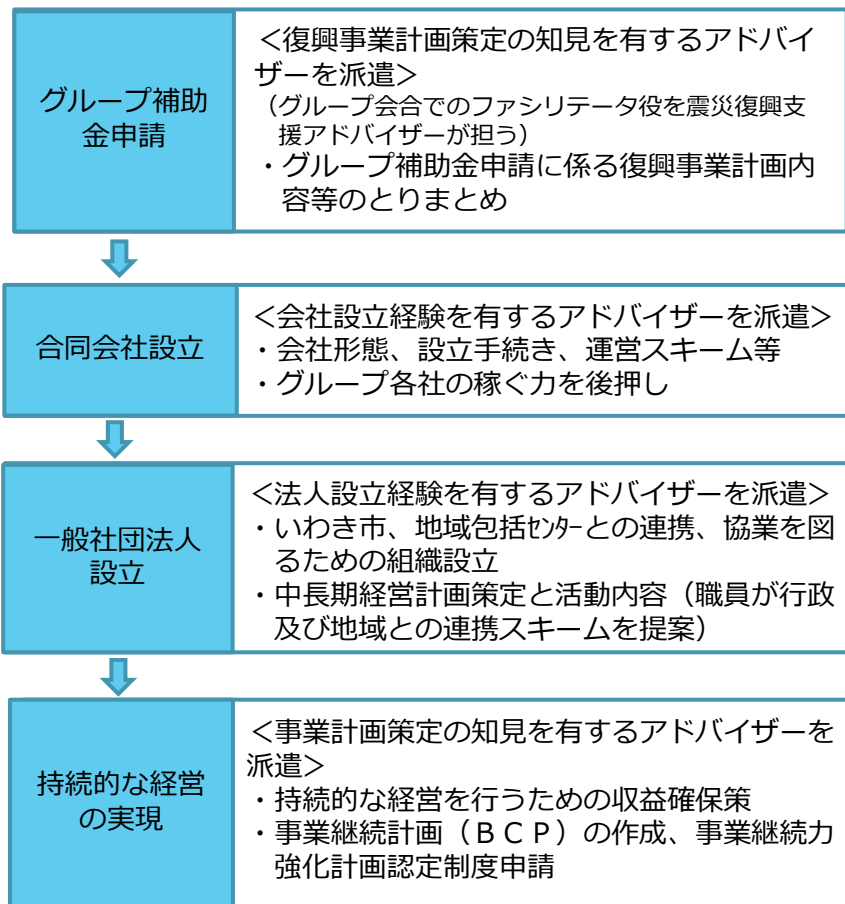 グループ補助
金申請
＜復興事業計画策定の知見を有するアドバイ
ザーを派遣＞
（グループ会合でのファシリテータ役を震災復興支
援アドバイザーが担う）
・グループ補助金申請に係る復興事業計画内
容等のとりまとめ
合同会社設立
＜会社設立経験を有するアドバイザーを派遣＞
・会社形態、設立手続き、運営スキーム等
・グループ各社の稼ぐ力を後押し
一般社団法人
設立
＜法人設立経験を有するアドバイザーを派遣＞
・いわき市、地域包括ｾﾝﾀｰとの連携、協業を図
るための組織設立
・中長期経営計画策定と活動内容（職員が行政
及び地域との連携スキームを提案）
持続的な経営
の実現
＜事業計画策定の知見を有するアドバイザーを
派遣＞
・持続的な経営を行うための収益確保策
・事業継続計画（ＢＣＰ）の作成、事業継続力
強化計画認定制度申請